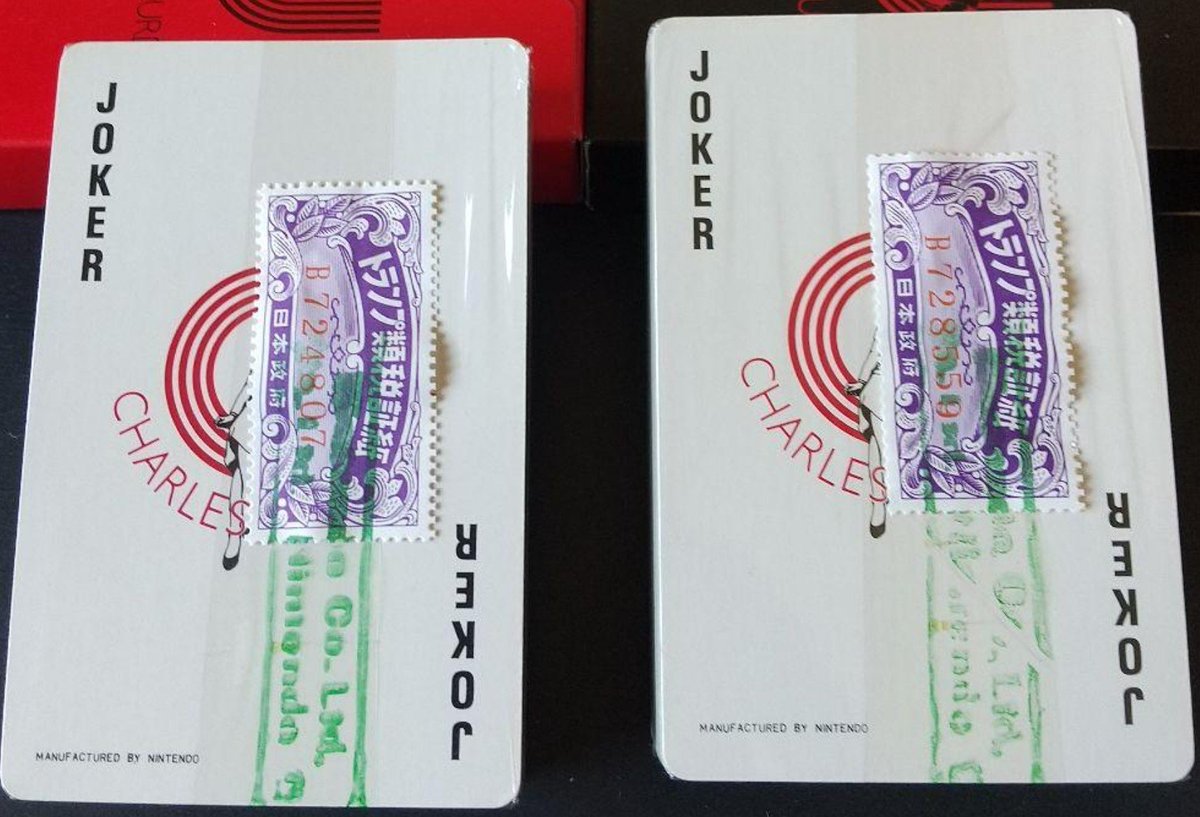 JOKER
トランプ類税証紙
B724807
日本政府
CHARLES
Co. Ltd.
JOKER
MANUFACTURED BY NINTENDO
JOKER
トランプ類税証紙
B728559
日本政府
CHARLES
JOKER
MANUFACTURED BY NINTENDO